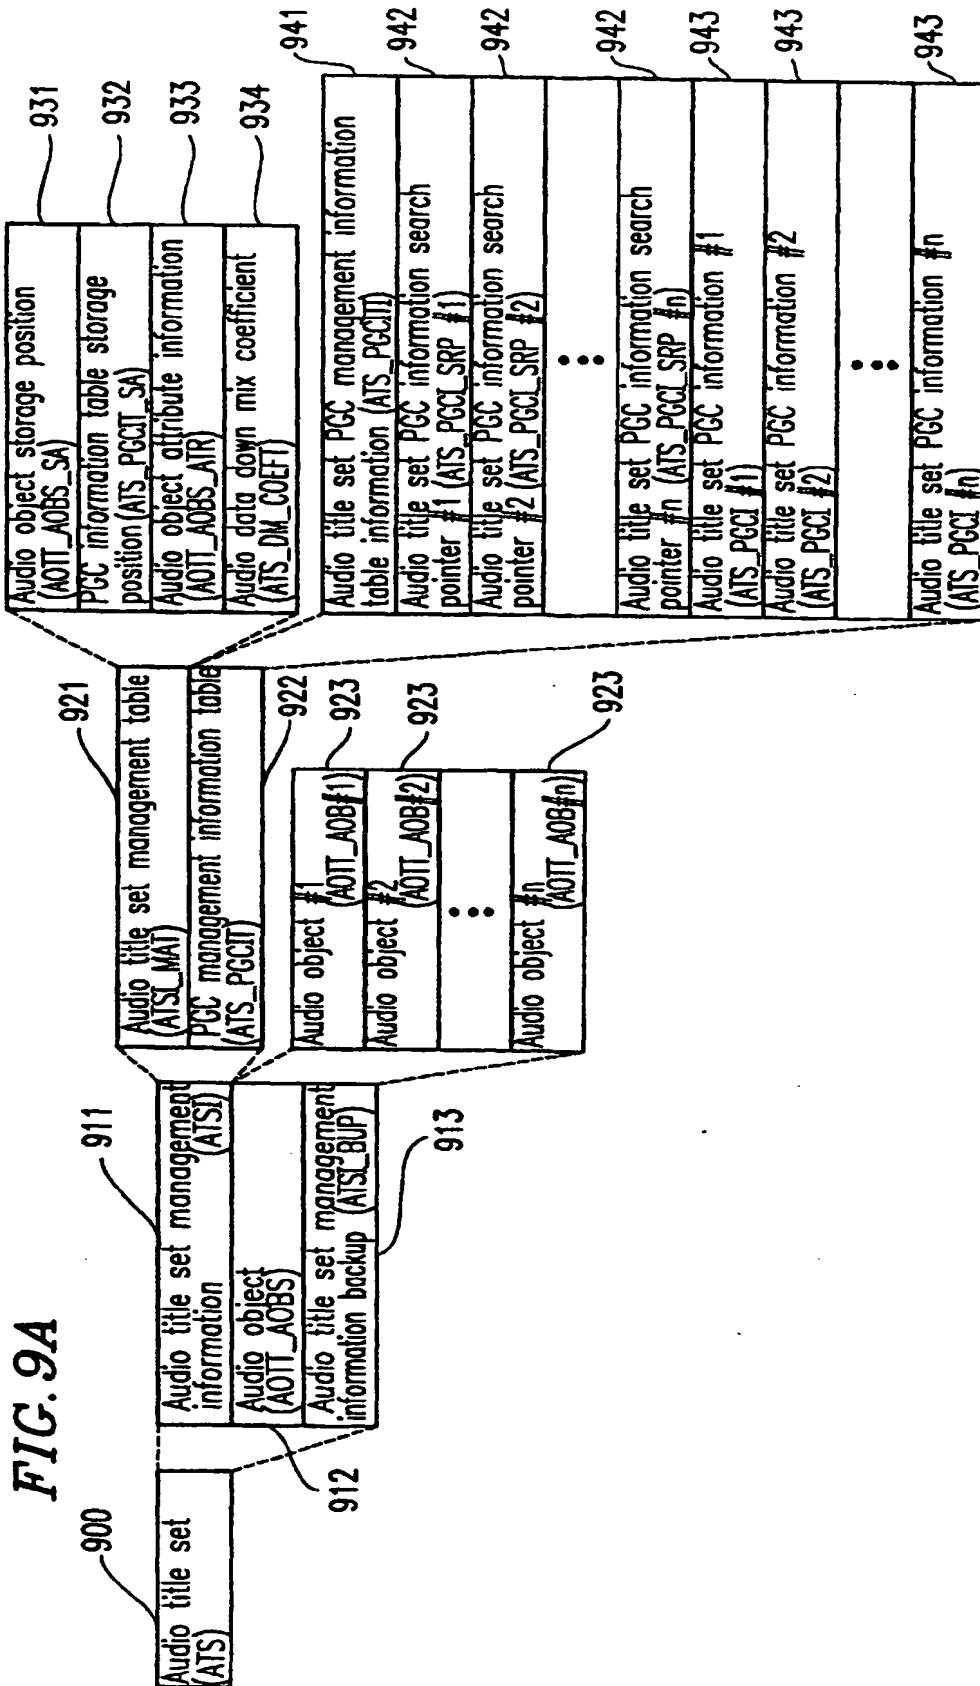 FIG. 9A
900
Audio title set
(ATS)
911
Audio title set management
information (ATSI)
Audio object
(AOTT_AOBS)
Audio title set management
information backup (ATSI_BUP)
912
913
921
Audio title set management table
(ATSI_MAT)
PGC management information table
(ATS_PGCIT)
922
Audio object #1
(AOTT_AOB#1)
923
Audio object #2
(AOTT_AOB#2)
923
Audio object #n
(AOTT_AOB#n)
923
Audio object storage position
(AOTT_AOBS_SA)
931
PGC information table storage
position (ATS_PGCIT_SA)
932
Audio object attribute information
(AOTT_AOBS_ATR)
933
Audio data down mix coefficient
(ATS_DM_COEFT)
934
Audio title set PGC management information
table information (ATS_PGCITI)
941
Audio title set PGC information search
pointer #1 (ATS_PGCI_SRP #1)
942
Audio title set PGC information search
pointer #2 (ATS_PGCI_SRP #2)
942
Audio title set PGC information search
pointer #n (ATS_PGCI_SRP #n)
942
Audio title set PGC information #1
(ATS_PGCI #1)
943
Audio title set PGC information #2
(ATS_PGCI #2)
943
Audio title set PGC information #n
(ATS_PGCI #n)
943